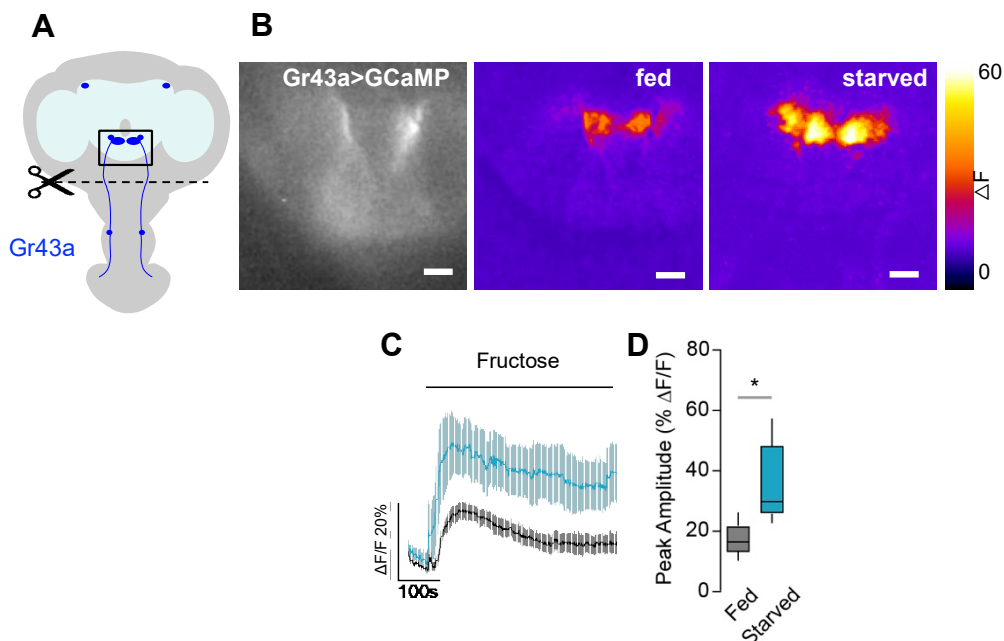 A
Gr43a
B
Gr43a>GCaMP
fed
starved
60
ΔF
0
C
Fructose
ΔF/F 20%
100s
D
80
60
40
20
0
Peak Amplitude (% ΔF/F)
*
Fed
Starved